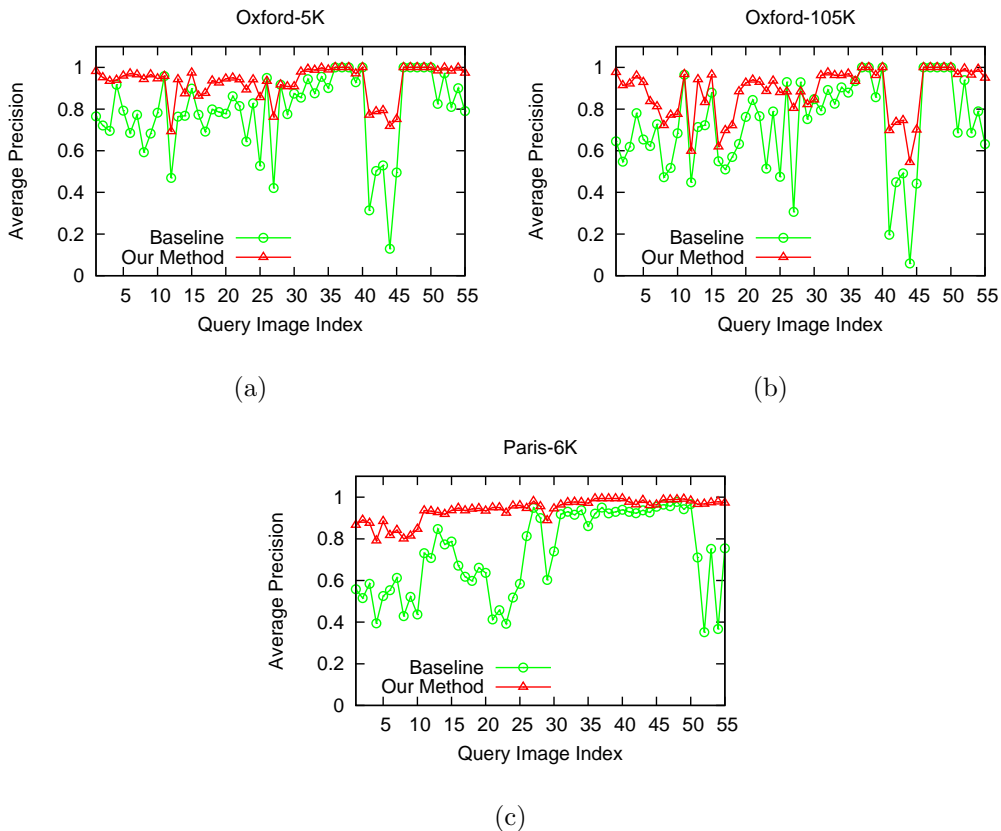 Oxford-5K
Average Precision
1
0.8
0.6
0.4
0.2
0
Baseline
Our Method
5 10 15 20 25 30 35 40 45 50 55
Query Image Index
(a)
Oxford-105K
Average Precision
1
0.8
0.6
0.4
0.2
0
Baseline
Our Method
5 10 15 20 25 30 35 40 45 50 55
Query Image Index
(b)
Paris-6K
Average Precision
1
0.8
0.6
0.4
0.2
0
Baseline
Our Method
5 10 15 20 25 30 35 40 45 50 55
Query Image Index
(c)